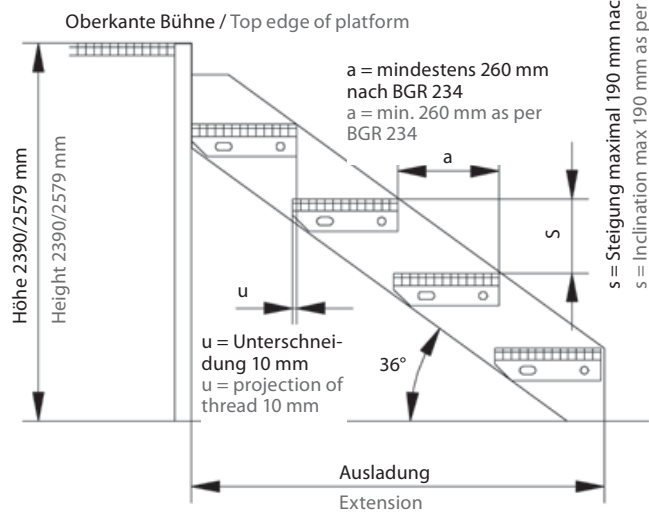 Oberkante Bühne / Top edge of platform
a = mindestens 260 mm
nach BGR 234
a = min. 260 mm as per
BGR 234
s = Steigung maximal 190 mm nac
s = Inclination max 190 mm as per
Höhe 2390/2579 mm
Height 2390/2579 mm
a
S
u
u = Unterschnei-
dung 10 mm
u = projection of
thread 10 mm
36°
Ausladung
Extension